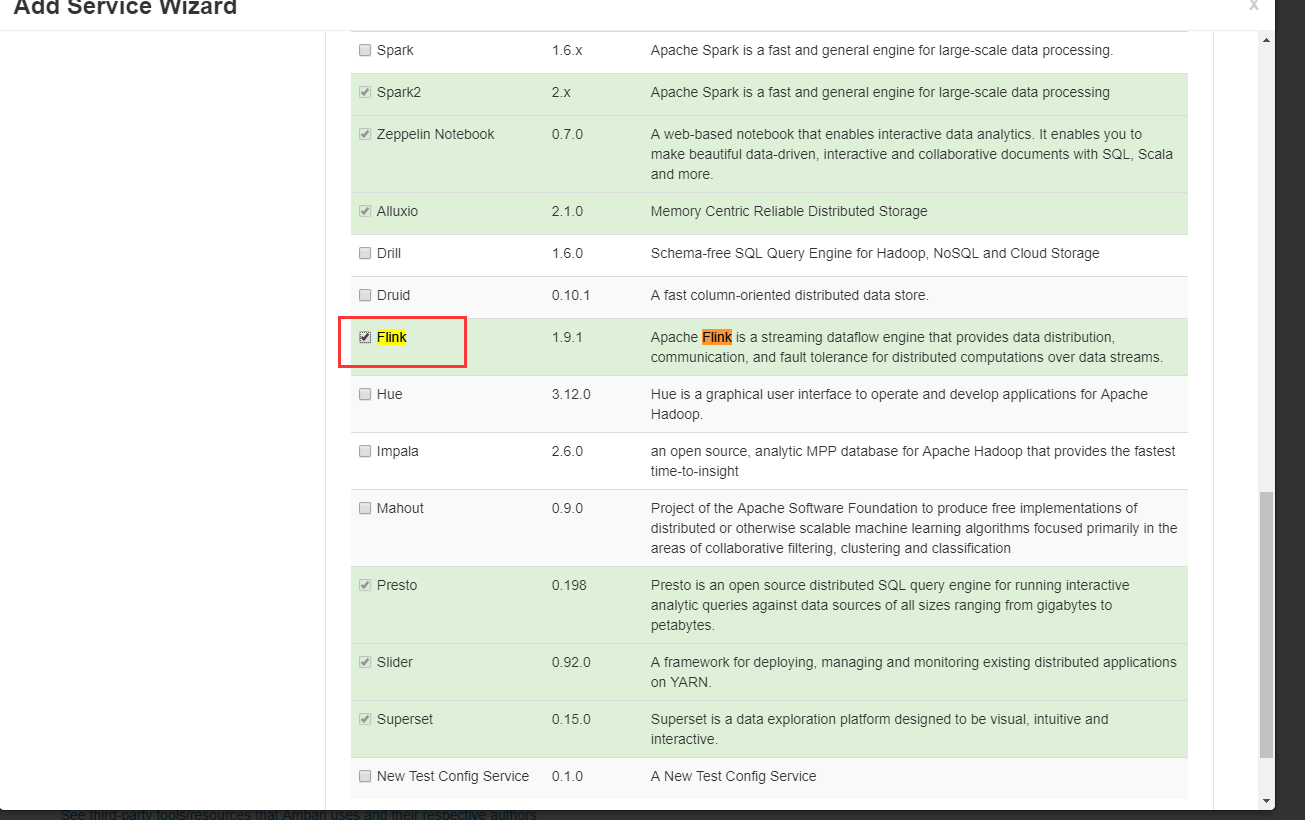 Add Service Wizard
x
Spark 1.6.x Apache Spark is a fast and general engine for large-scale data processing.
Spark2 2.x Apache Spark is a fast and general engine for large-scale data processing
Zeppelin Notebook 0.7.0 A web-based notebook that enables interactive data analytics. It enables you to
make beautiful data-driven, interactive and collaborative documents with SQL, Scala
and more.
Alluxio 2.1.0 Memory Centric Reliable Distributed Storage
Drill 1.6.0 Schema-free SQL Query Engine for Hadoop, NoSQL and Cloud Storage
Druid 0.10.1 A fast column-oriented distributed data store.
Flink 1.9.1 Apache Flink is a streaming dataflow engine that provides data distribution,
communication, and fault tolerance for distributed computations over data streams.
Hue 3.12.0 Hue is a graphical user interface to operate and develop applications for Apache
Hadoop.
Impala 2.6.0 an open source, analytic MPP database for Apache Hadoop that provides the fastest
time-to-insight
Mahout 0.9.0 Project of the Apache Software Foundation to produce free implementations of
distributed or otherwise scalable machine learning algorithms focused primarily in the
areas of collaborative filtering, clustering and classification
Presto 0.198 Presto is an open source distributed SQL query engine for running interactive
analytic queries against data sources of all sizes ranging from gigabytes to
petabytes.
Slider 0.92.0 A framework for deploying, managing and monitoring existing distributed applications
on YARN.
Superset 0.15.0 Superset is a data exploration platform designed to be visual, intuitive and
interactive.
New Test Config Service 0.1.0 A New Test Config Service
See third-party tools/resources that Ambari uses and their respective authors